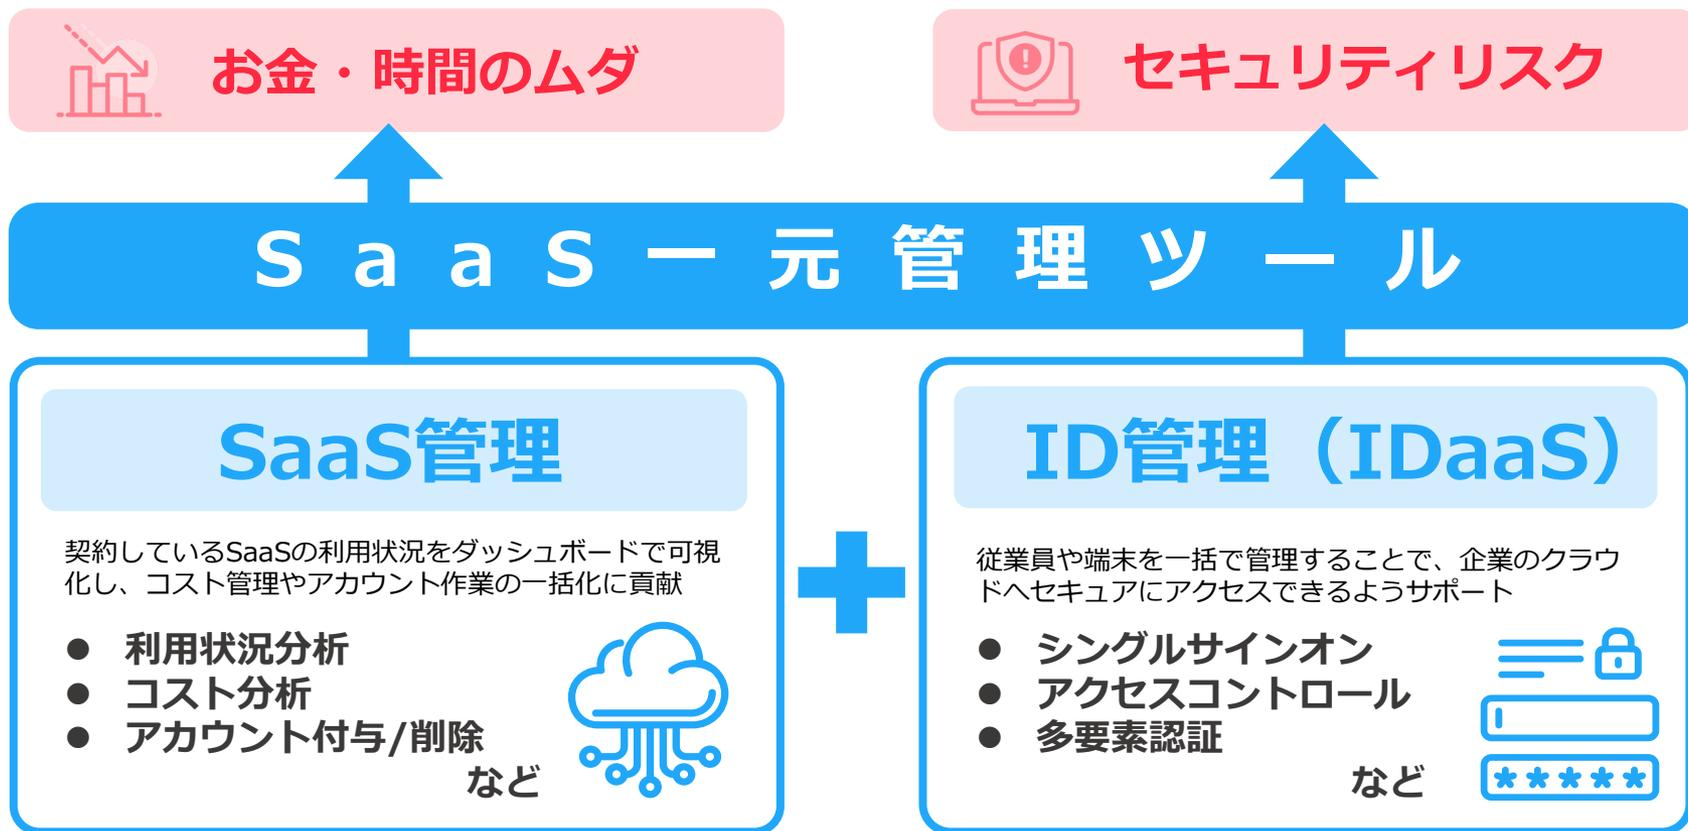 お金・時間のムダ
セキュリティリスク
SaaS一元管理ツール
SaaS管理
契約しているSaaSの利用状況をダッシュボードで可視
化し、コスト管理やアカウント作業の一括化に貢献
● 利用状況分析
● コスト分析
● アカウント付与/削除
など
ID管理（IDaaS）
従業員や端末を一括で管理することで、企業のクラウ
ドへセキュアにアクセスできるようサポート
● シングルサインオン
● アクセスコントロール
● 多要素認証
など
*****